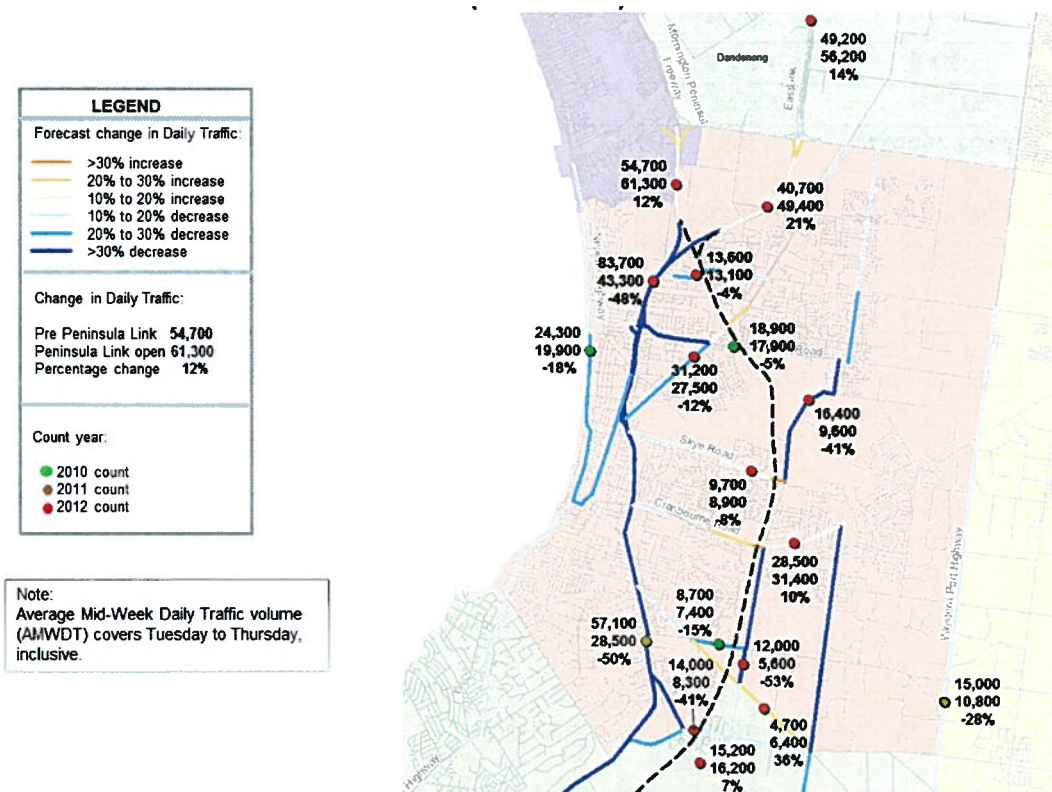 LEGEND
Forecast change in Daily Traffic:
>30% increase
20% to 30% increase
10% to 20% increase
10% to 20% decrease
20% to 30% decrease
>30% decrease
Change in Daily Traffic:
Pre Peninsula Link 54,700
Peninsula Link open 61,300
Percentage change 12%
Count year:
2010 count
2011 count
2012 count
Note:
Average Mid-Week Daily Traffic volume
(AMWDT) covers Tuesday to Thursday,
inclusive.
Mornington Peninsul
Freeway
Dandenong
EastLink
49,200
56,200
14%
54,700
61,300
12%
40,700
49,400
21%
83,700
43,300
-48%
13,600
13,100
-4%
24,300
19,900
-18%
18,900
17,900
-5%
Road
31,200
27,500
-12%
16,400
9,600
-41%
Skye Road
9,700
8,900
-8%
Cranbourne Road
28,500
31,400
10%
8,700
7,400
-15%
57,100
28,500
-50%
12,000
5,600
-53%
14,000
8,300
-41%
4,700
6,400
36%
15,200
16,200
7%
15,000
10,800
-28%
Highway